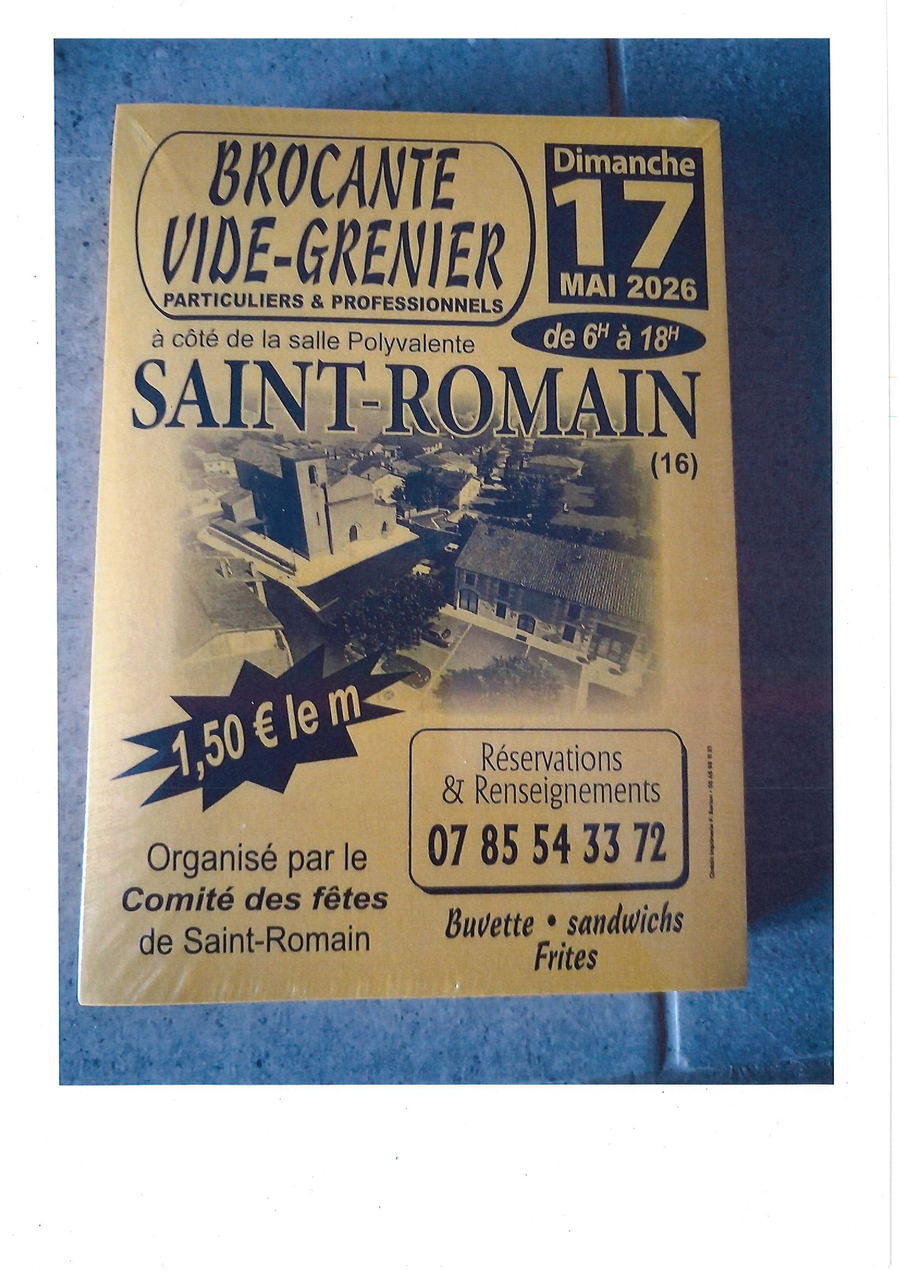 BROCANTE
VIDE-GRENIER
PARTICULIERS & PROFESSIONNELS
Dimanche
17
MAI 2026
de 6H à 18H
à côté de la salle Polyvalente
SAINT-ROMAIN
(16)
1,50 € le m
Réservations
& Renseignements
07 85 54 33 72
Organisé par le
Comité des fêtes
de Saint-Romain
Buvette • sandwichs
Frites